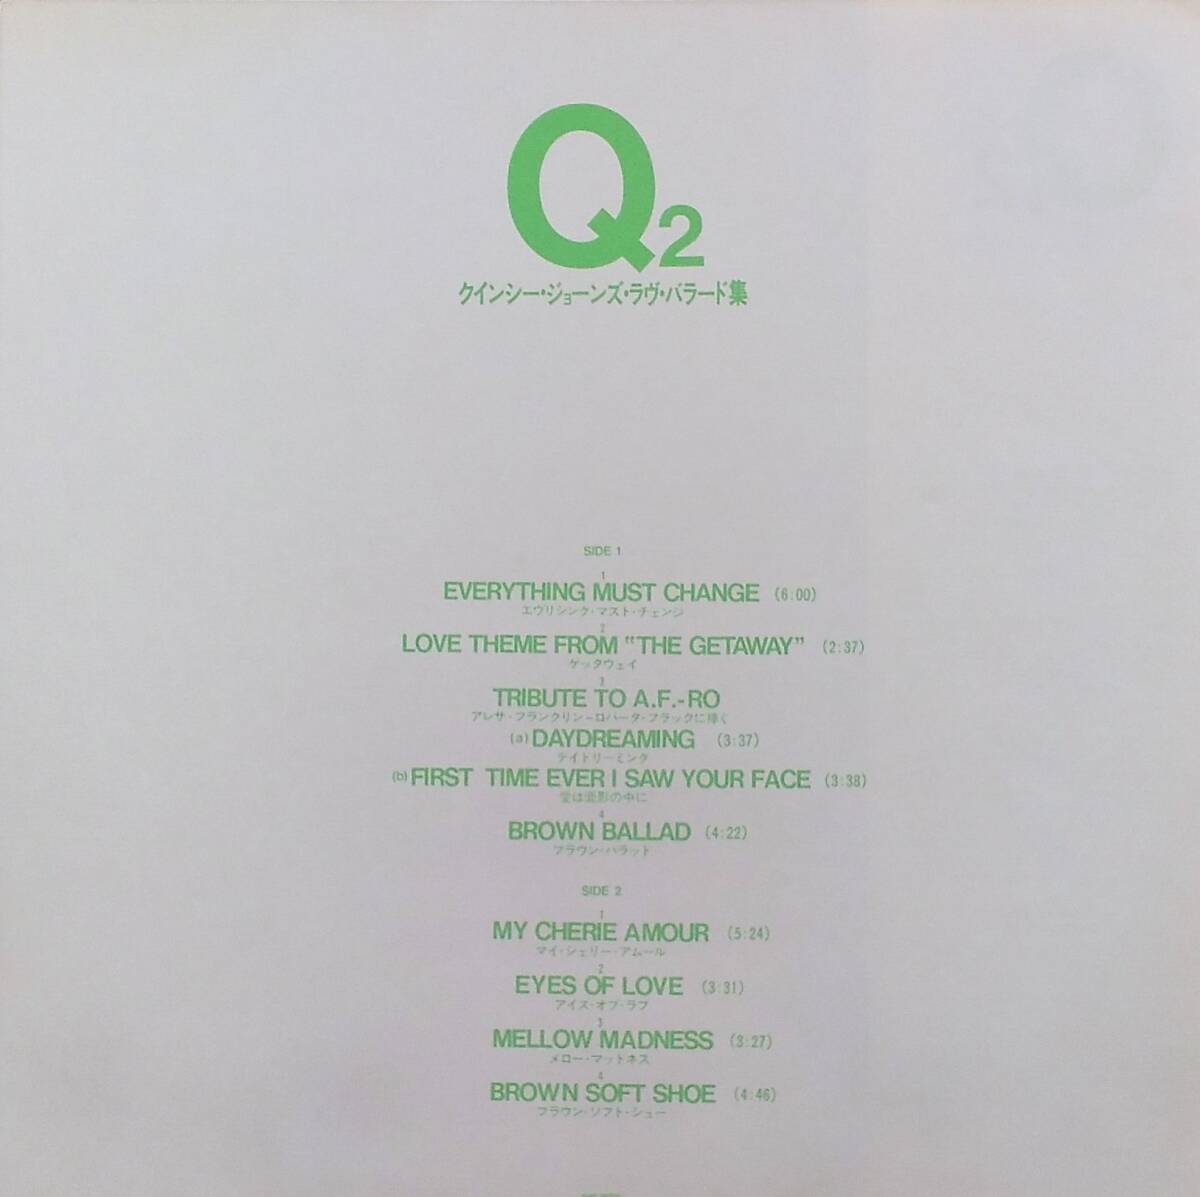 Q2
クインシー・ジョーンズ・ラヴ・バラード集
SIDE 1
1
EVERYTHING MUST CHANGE (6:00)
エヴリシング・マスト・チェンジ
2
LOVE THEME FROM "THE GETAWAY" (2:37)
ゲッタウェイ
3
TRIBUTE TO A.F.-RO
アレサ・フランクリン−ロバータ・フラックに捧ぐ
(a) DAYDREAMING (3:37)
デイドリーミング
(b) FIRST TIME EVER I SAW YOUR FACE (3:38)
愛は面影の中に
4
BROWN BALLAD (4:22)
ブラウン・バラッド
SIDE 2
1
MY CHERIE AMOUR (5:24)
マイ・シェリー・アムール
2
EYES OF LOVE (3:31)
アイズ・オブ・ラブ
3
MELLOW MADNESS (3:27)
メロー・マッドネス
4
BROWN SOFT SHOE (4:46)
ブラウン・ソフト・シュー